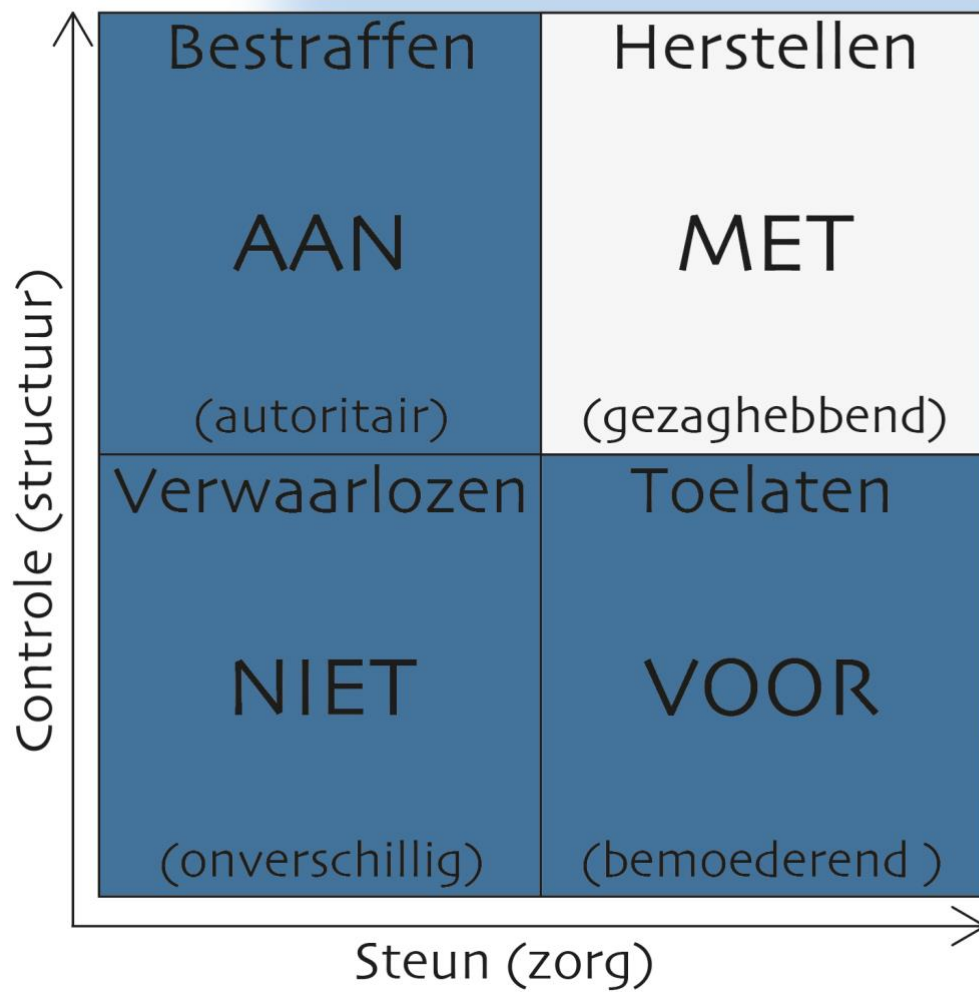 Controle (structuur)
Bestraffen
AAN
(autoritair)
Herstellen
MET
(gezaghebbend)
Verwaarlozen
NIET
(onverschillig)
Toelaten
VOOR
(bemoederend )
Steun (zorg)